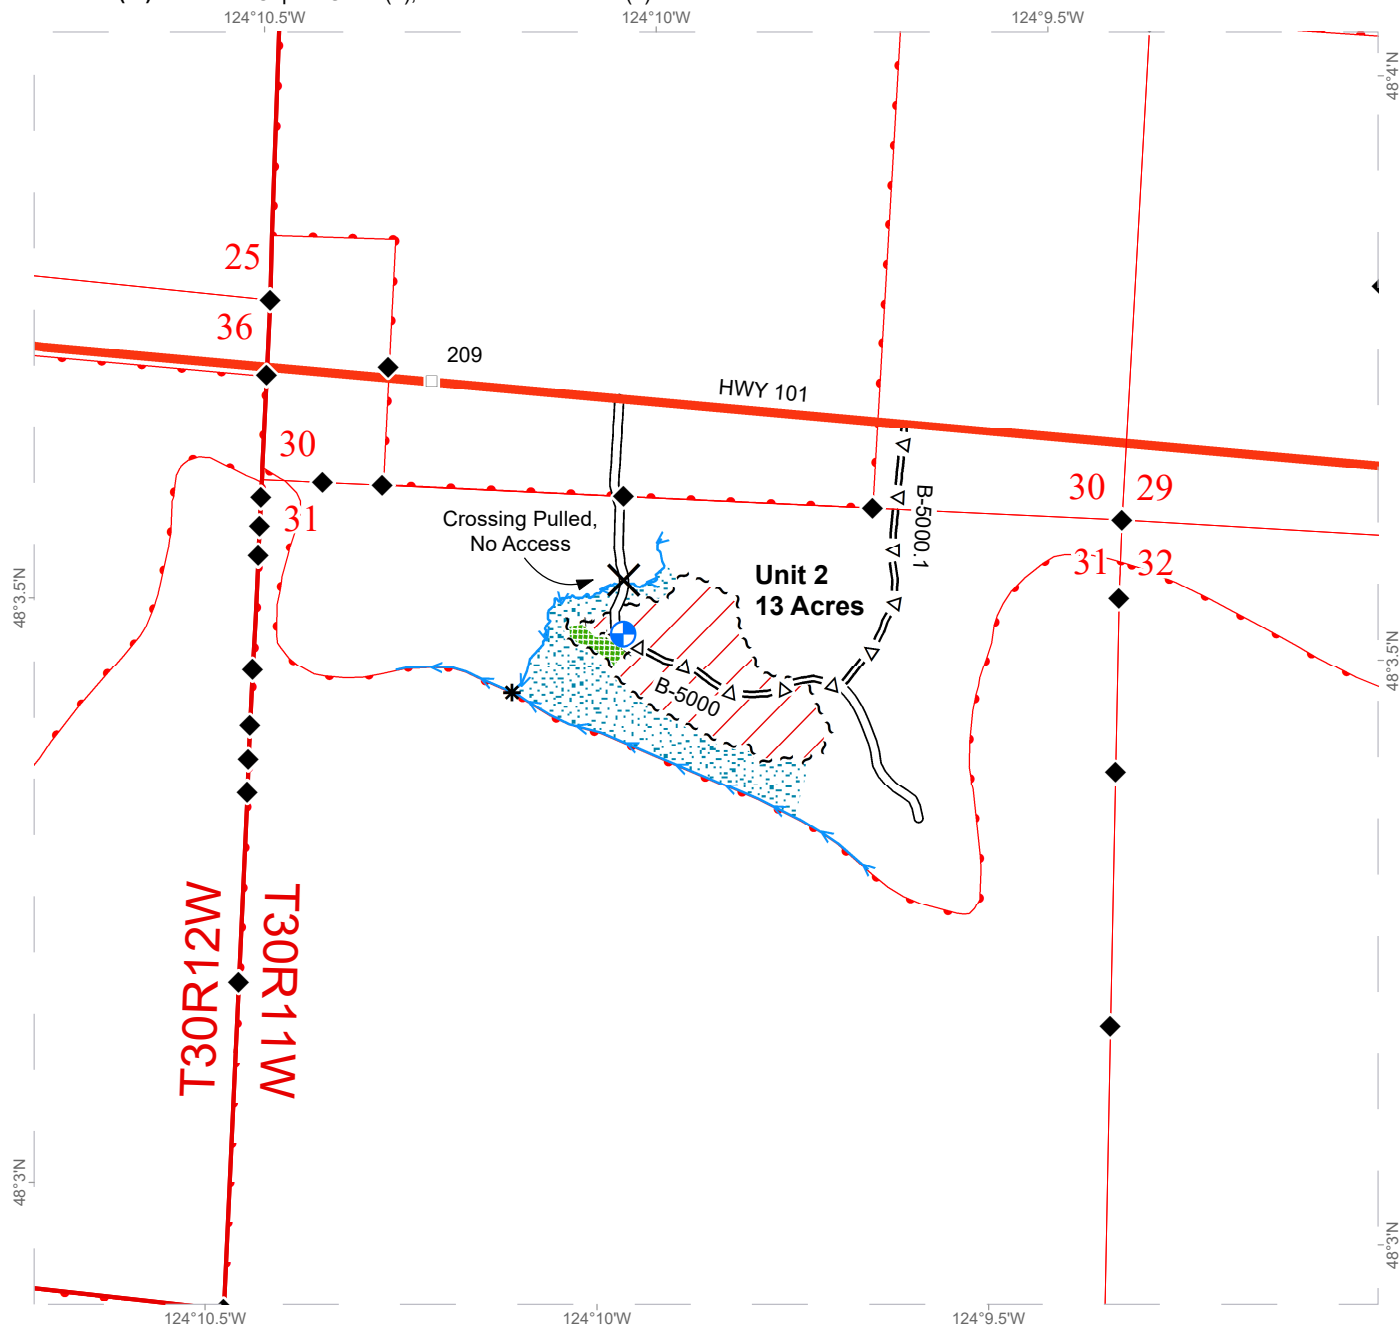 124°10.5'W
124°10'W
124°9.5'W
48°4'N
25
36
209
HWY 101
30
30
29
31
31
32
Crossing Pulled,
No Access
B-5000.1
Unit 2
13 Acres
48°3.5'N
48°3.5'N
B-5000
T30R12W
T30R11W
48°3'N
48°3'N
124°10.5'W
124°10'W
124°9.5'W